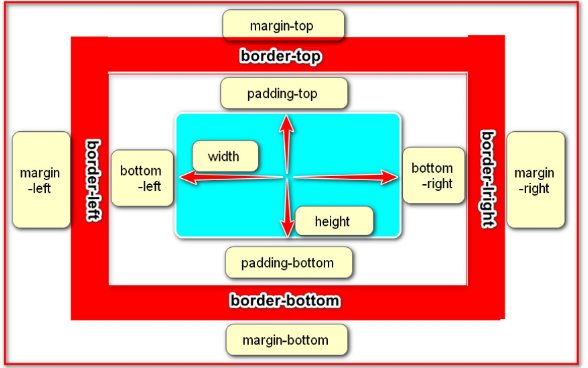 margin-top
border-top
padding-top
width
margin
-left
border-left
bottom
-left
bottom
-right
border-lright
margin
-right
height
padding-bottom
border-bottom
margin-bottom